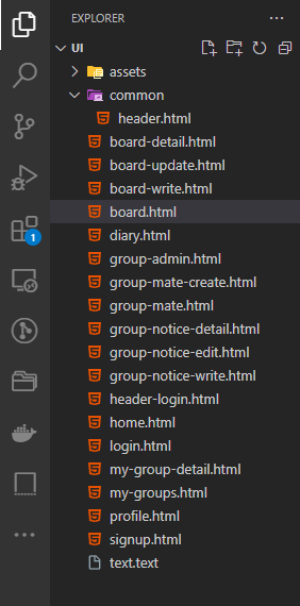 EXPLORER
UI
assets
common
header.html
board-detail.html
board-update.html
board-write.html
board.html
diary.html
group-admin.html
group-mate-create.html
group-mate.html
group-notice-detail.html
group-notice-edit.html
group-notice-write.html
header-login.html
home.html
login.html
my-group-detail.html
my-groups.html
profile.html
signup.html
text.text
1